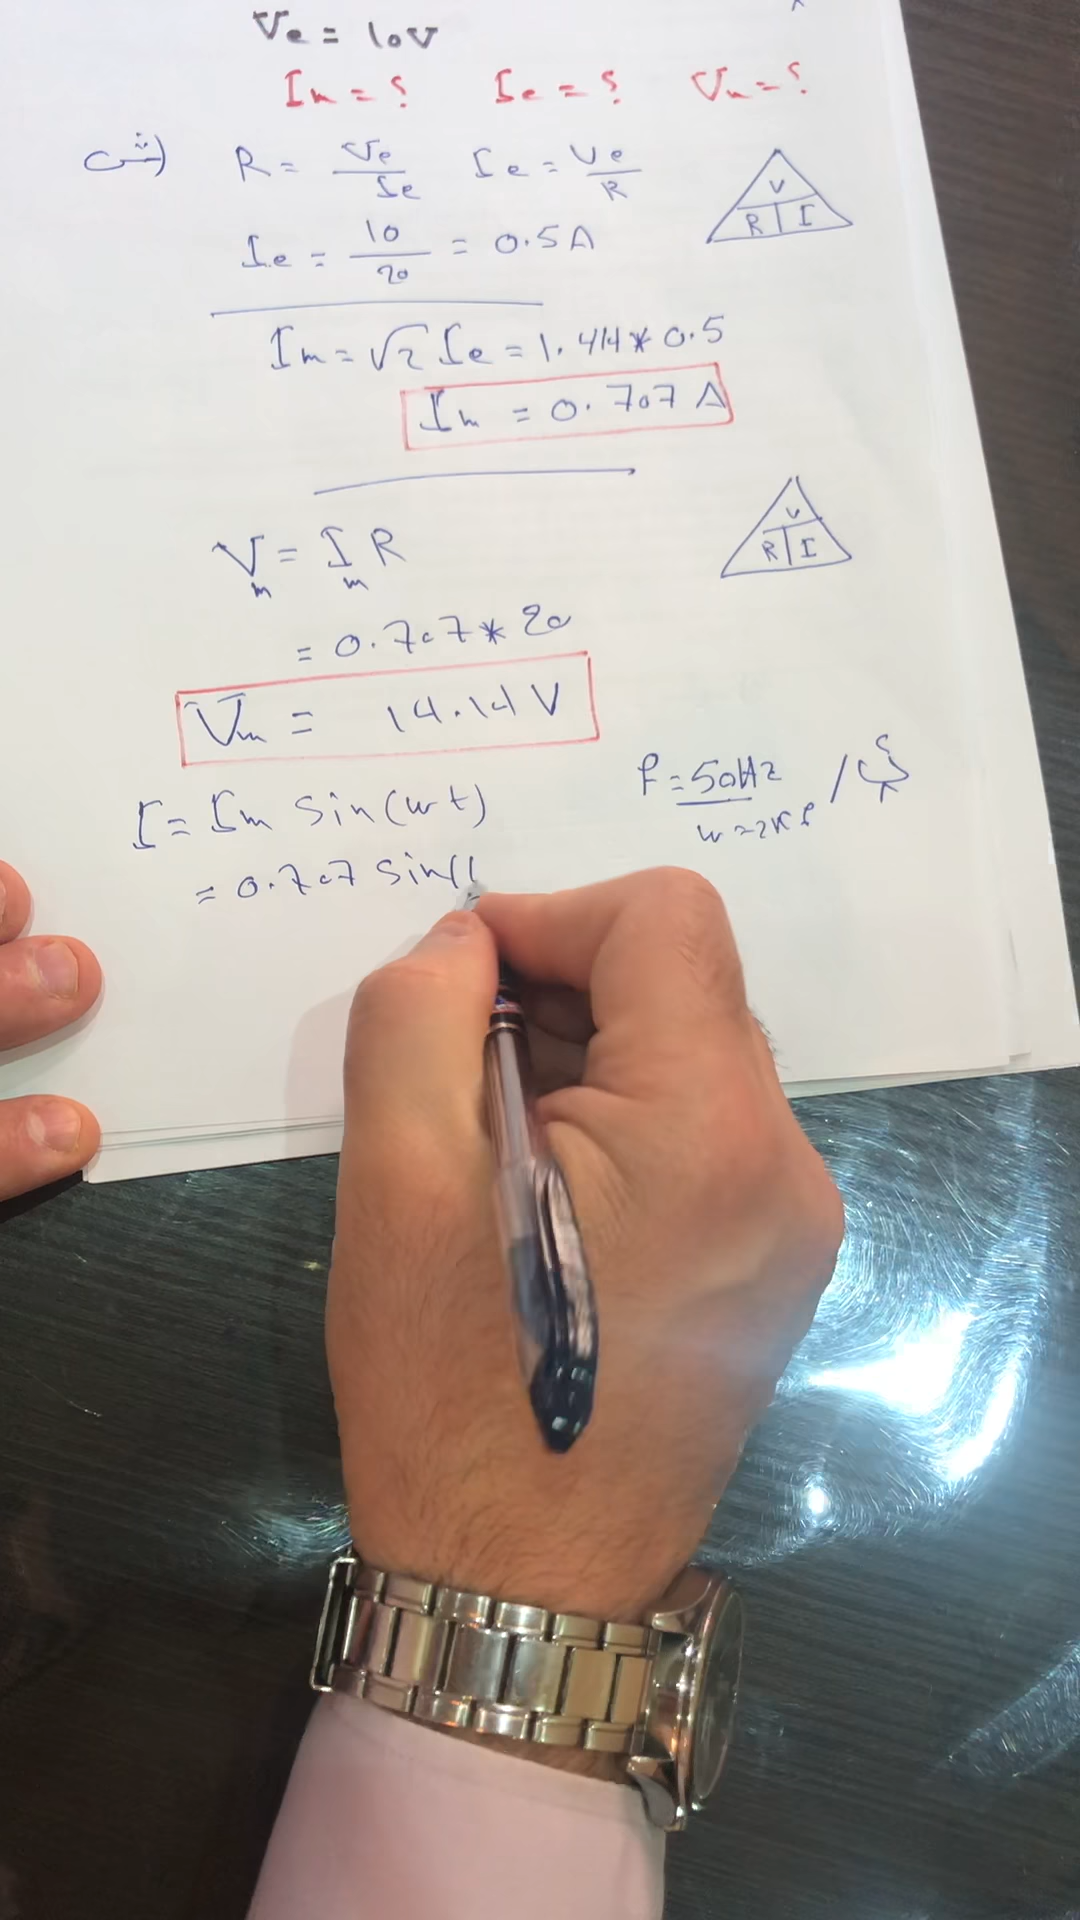 Ve = 10V
Im = ? Ie = ? Vm = ?
R = Ve/Ie Ie = Ve/R
V
R I
Ie = 10/20 = 0.5A
Im = √2 Ie = 1.414 * 0.5
Im = 0.707 A
V
R I
Vm = Im R
= 0.707 * 20
Vm = 14.14 V
f = 50Hz /
w = 2π f
I = Im Sin(wt)
= 0.707 Sin(